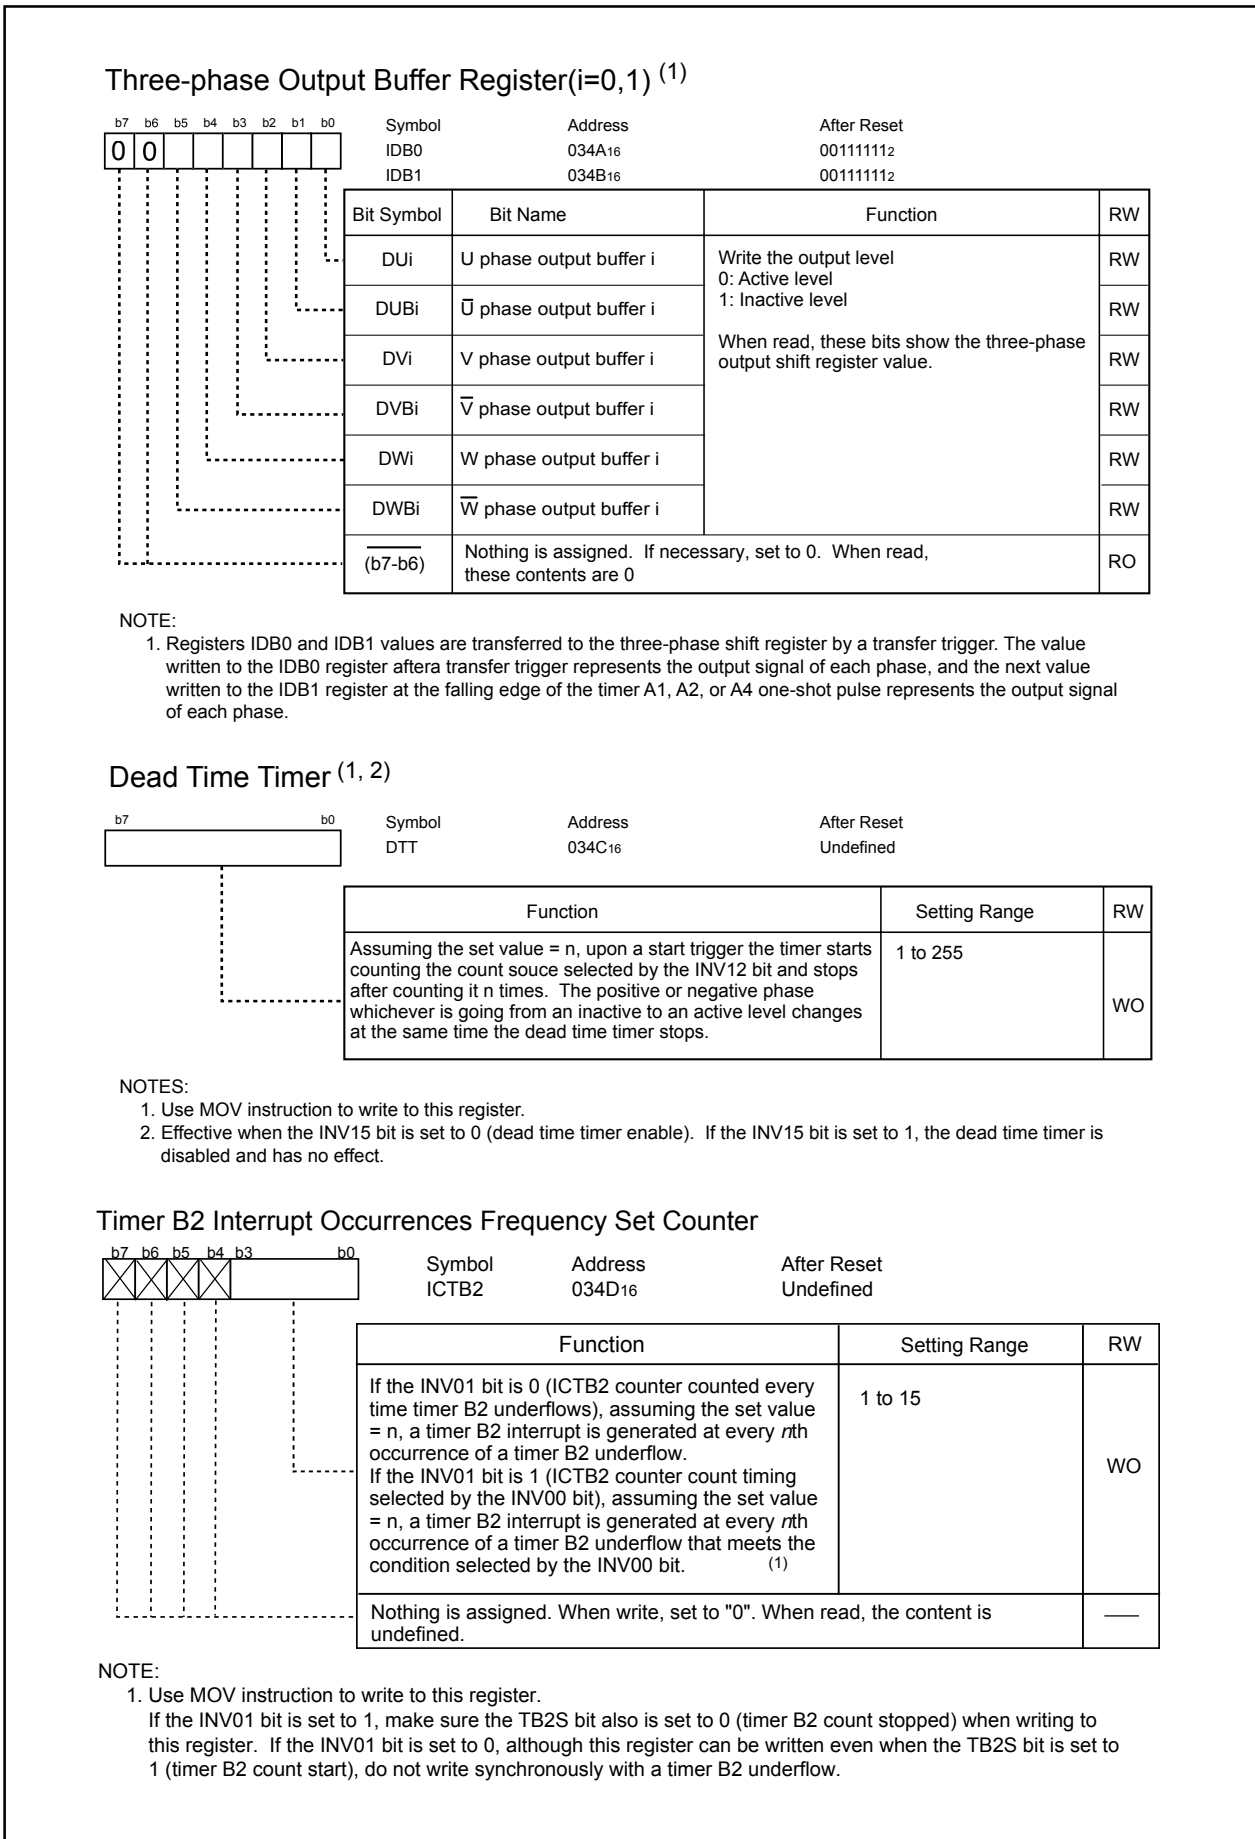 Three-phase Output Buffer Register(i=0,1) (1)
b7 b6 b5 b4 b3 b2 b1 b0
0 0
Symbol Address After Reset
IDB0 034A16 001111112
IDB1 034B16 001111112
Bit Symbol Bit Name Function RW
DUi U phase output buffer i RW
DUBi U̅ phase output buffer i RW
DVi V phase output buffer i RW
DVBi V̅ phase output buffer i RW
DWi W phase output buffer i RW
DWBi W̅ phase output buffer i RW
Write the output level
0: Active level
1: Inactive level
When read, these bits show the three-phase
output shift register value.
(b7-b6) Nothing is assigned. If necessary, set to 0. When read, RO
these contents are 0
NOTE:
1. Registers IDB0 and IDB1 values are transferred to the three-phase shift register by a transfer trigger. The value
written to the IDB0 register aftera transfer trigger represents the output signal of each phase, and the next value
written to the IDB1 register at the falling edge of the timer A1, A2, or A4 one-shot pulse represents the output signal
of each phase.
Dead Time Timer (1, 2)
b7 b0
Symbol Address After Reset
DTT 034C16 Undefined
Function Setting Range RW
Assuming the set value = n, upon a start trigger the timer starts
counting the count souce selected by the INV12 bit and stops
after counting it n times. The positive or negative phase
whichever is going from an inactive to an active level changes
at the same time the dead time timer stops.
1 to 255
WO
NOTES:
1. Use MOV instruction to write to this register.
2. Effective when the INV15 bit is set to 0 (dead time timer enable). If the INV15 bit is set to 1, the dead time timer is
disabled and has no effect.
Timer B2 Interrupt Occurrences Frequency Set Counter
b7 b6 b5 b4 b3 b0
Symbol Address After Reset
ICTB2 034D16 Undefined
Function Setting Range RW
If the INV01 bit is 0 (ICTB2 counter counted every
time timer B2 underflows), assuming the set value
= n, a timer B2 interrupt is generated at every nth
occurrence of a timer B2 underflow.
If the INV01 bit is 1 (ICTB2 counter count timing
selected by the INV00 bit), assuming the set value
= n, a timer B2 interrupt is generated at every nth
occurrence of a timer B2 underflow that meets the
condition selected by the INV00 bit. (1)
1 to 15
WO
Nothing is assigned. When write, set to "0". When read, the content is
undefined.
NOTE:
1. Use MOV instruction to write to this register.
If the INV01 bit is set to 1, make sure the TB2S bit also is set to 0 (timer B2 count stopped) when writing to
this register. If the INV01 bit is set to 0, although this register can be written even when the TB2S bit is set to
1 (timer B2 count start), do not write synchronously with a timer B2 underflow.